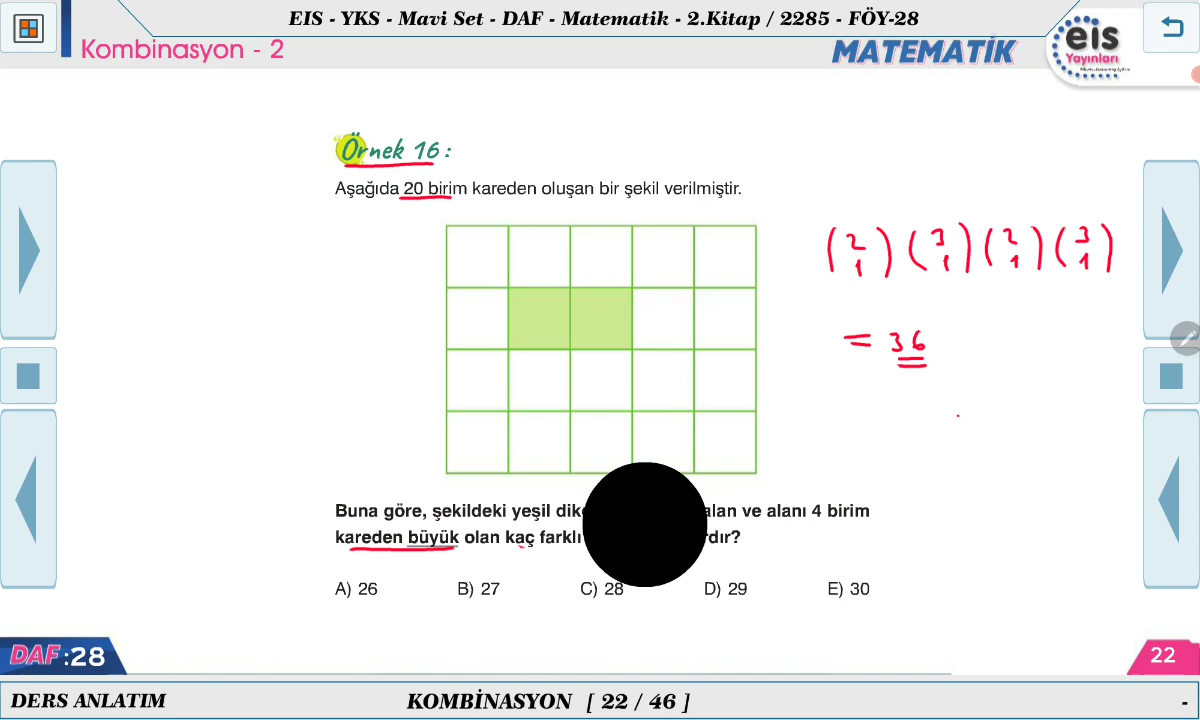 EIS - YKS - Mavi Set - DAF - Matematik - 2.Kitap / 2285 - FÖY-28
Kombinasyon - 2
MATEMATİK
eis
Yayınları
Örnek 16 :
Aşağıda 20 birim kareden oluşan bir şekil verilmiştir.
(2 1) (3 1) (2 1) (3 1)
= 36
Buna göre, şekildeki yeşil alan ve alanı 4 birim
kareden büyük olan kaç farklı
A) 26 B) 27 C) 28 D) 29 E) 30
DAF :28
22
DERS ANLATIM KOMBİNASYON [ 22 / 46 ] -